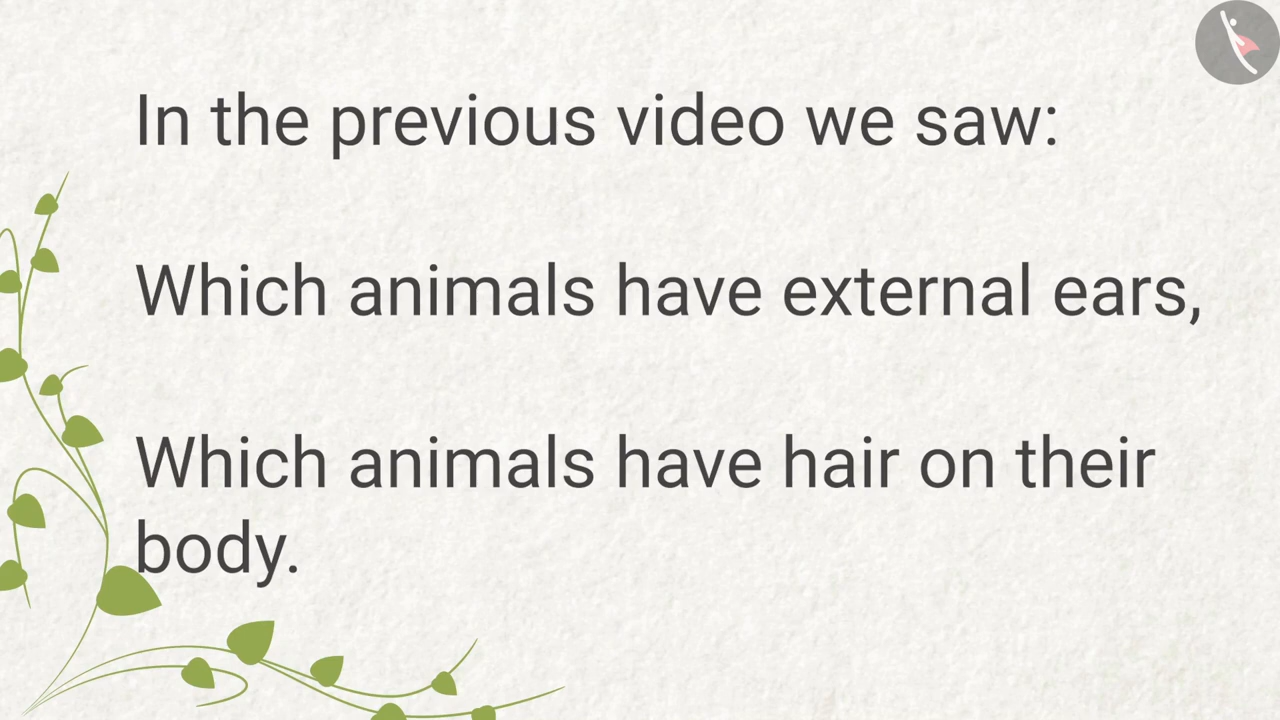 In the previous video we saw:
Which animals have external ears,
Which animals have hair on their
body.